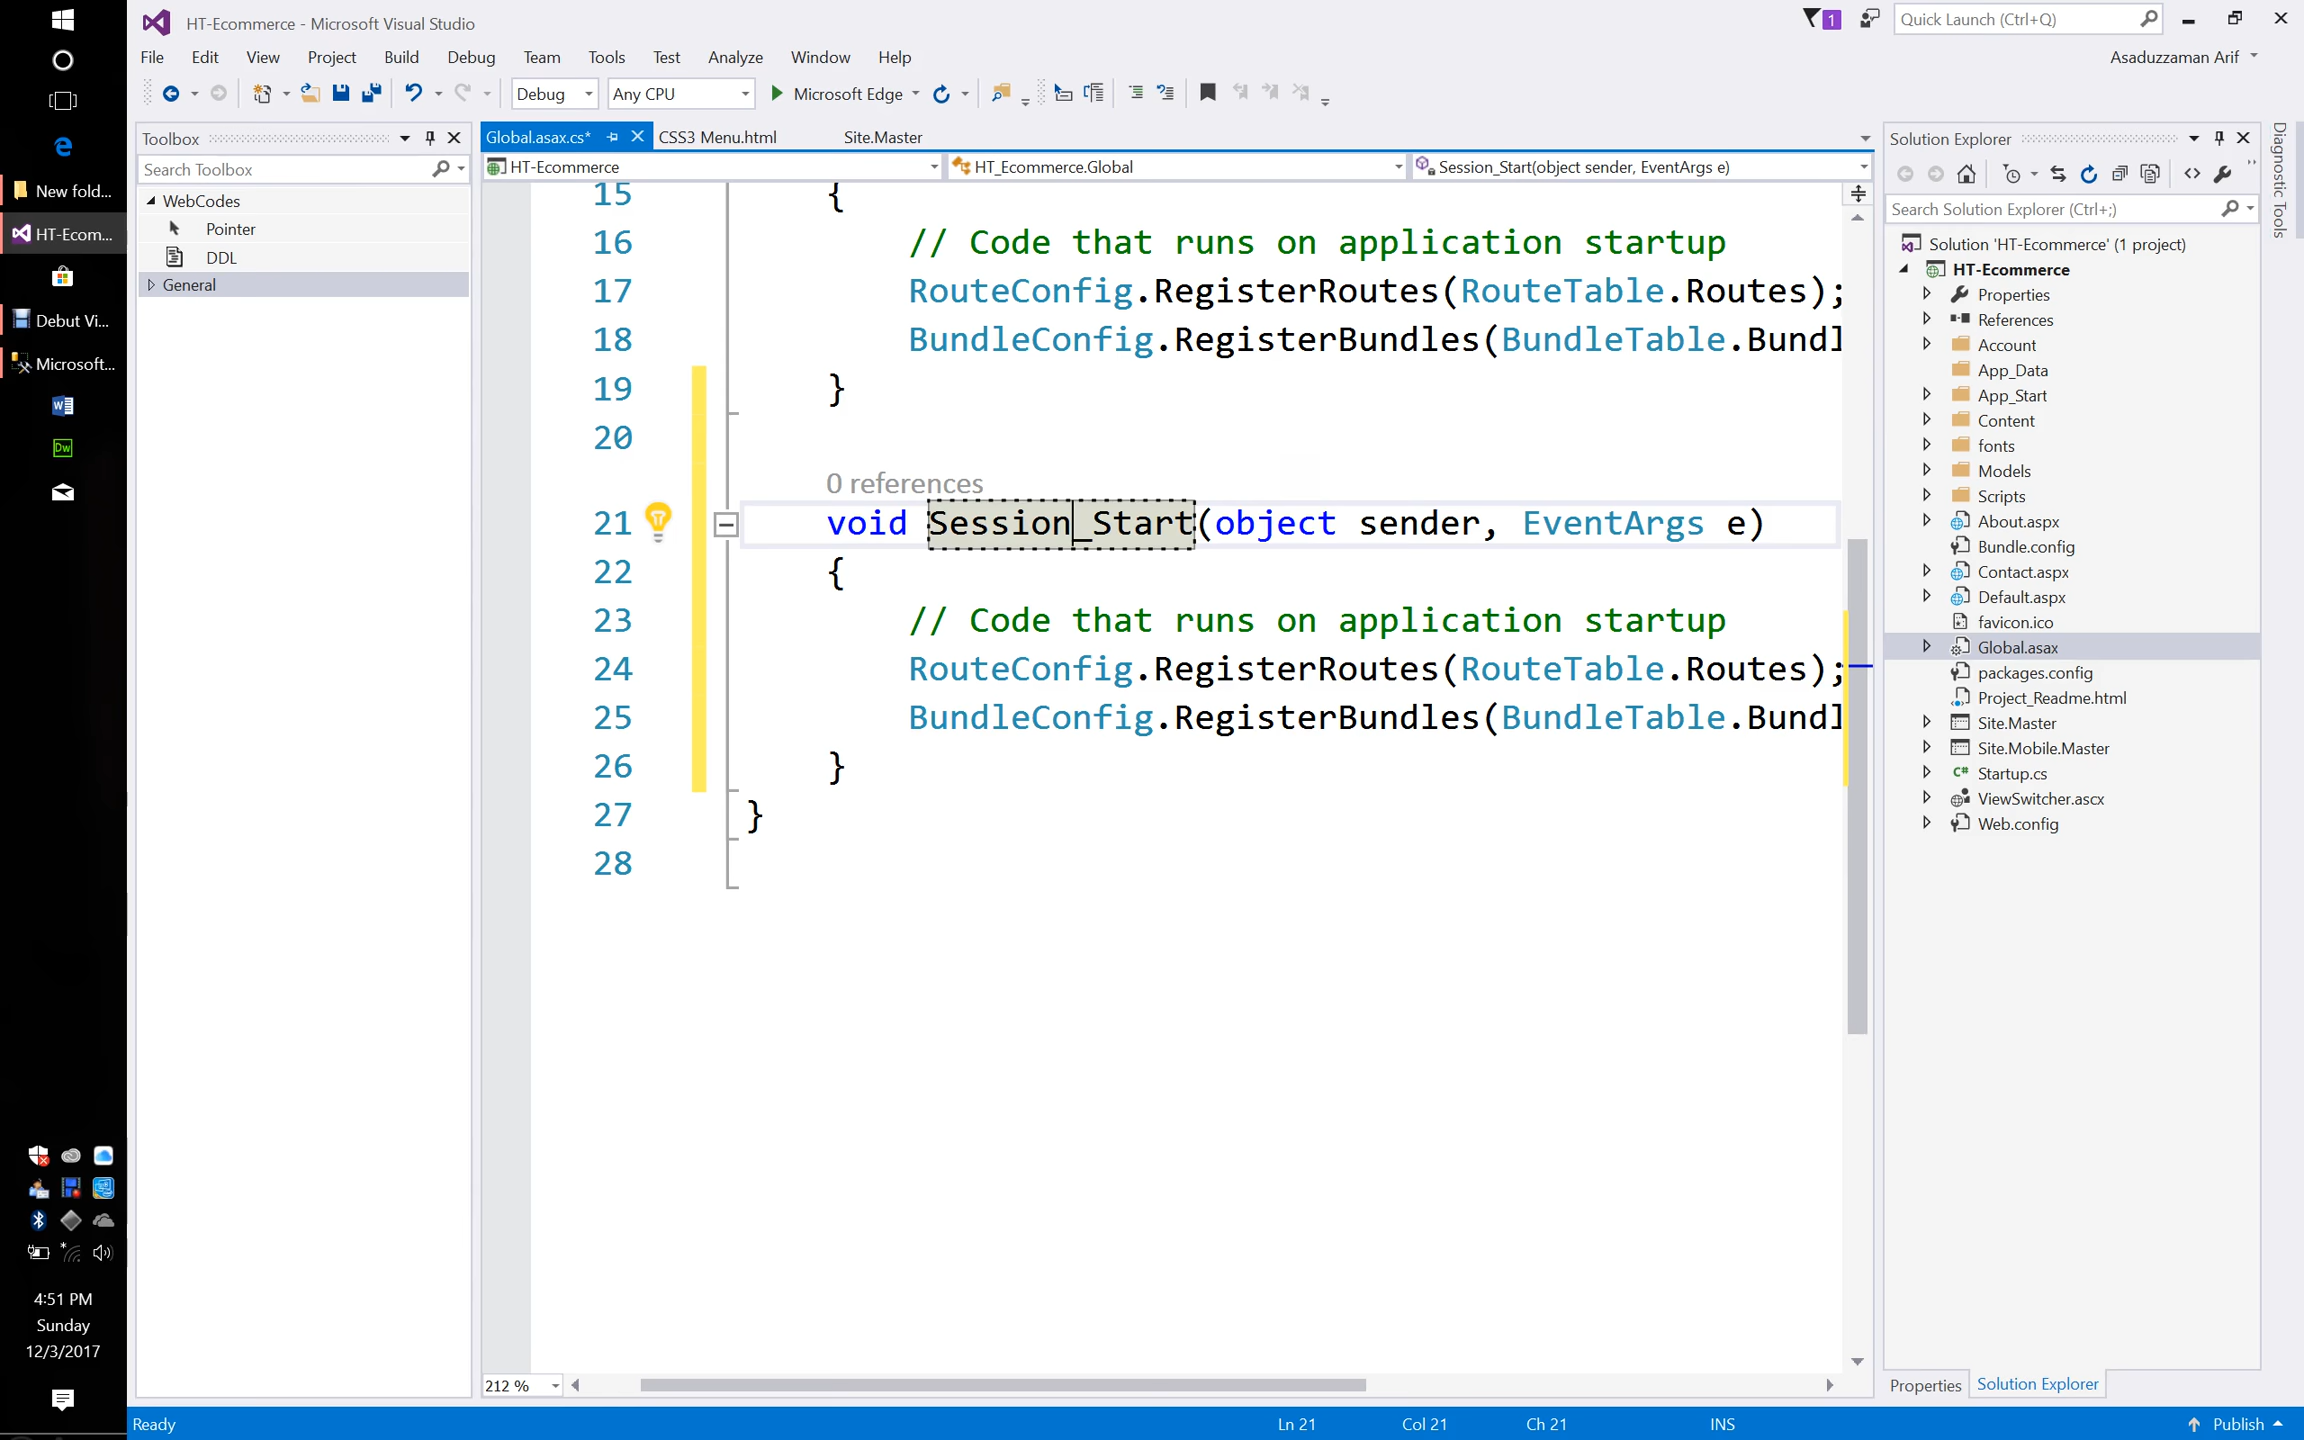 HT-Ecommerce - Microsoft Visual Studio
1
Quick Launch (Ctrl+Q)
File Edit View Project Build Debug Team Tools Test Analyze Window Help
Asaduzzaman Arif
Debug Any CPU Microsoft Edge
Toolbox
Search Toolbox
WebCodes
Pointer
DDL
General
Global.asax.cs* CSS3 Menu.html Site.Master
HT-Ecommerce HT_Ecommerce.Global Session_Start(object sender, EventArgs e)
15 {
16 // Code that runs on application startup
17 RouteConfig.RegisterRoutes(RouteTable.Routes);
18 BundleConfig.RegisterBundles(BundleTable.Bundl
19 }
20
0 references
21 void Session_Start(object sender, EventArgs e)
22 {
23 // Code that runs on application startup
24 RouteConfig.RegisterRoutes(RouteTable.Routes);
25 BundleConfig.RegisterBundles(BundleTable.Bundl
26 }
27 }
28
212 %
Solution Explorer
Search Solution Explorer (Ctrl+;)
Solution 'HT-Ecommerce' (1 project)
HT-Ecommerce
Properties
References
Account
App_Data
App_Start
Content
fonts
Models
Scripts
About.aspx
Bundle.config
Contact.aspx
Default.aspx
favicon.ico
Global.asax
packages.config
Project_Readme.html
Site.Master
Site.Mobile.Master
C# Startup.cs
ViewSwitcher.ascx
Web.config
Properties Solution Explorer
Diagnostic Tools
New fold...
HT-Ecom...
Debut Vi...
Microsoft...
W
Dw
4:51 PM
Sunday
12/3/2017
Ready Ln 21 Col 21 Ch 21 INS Publish